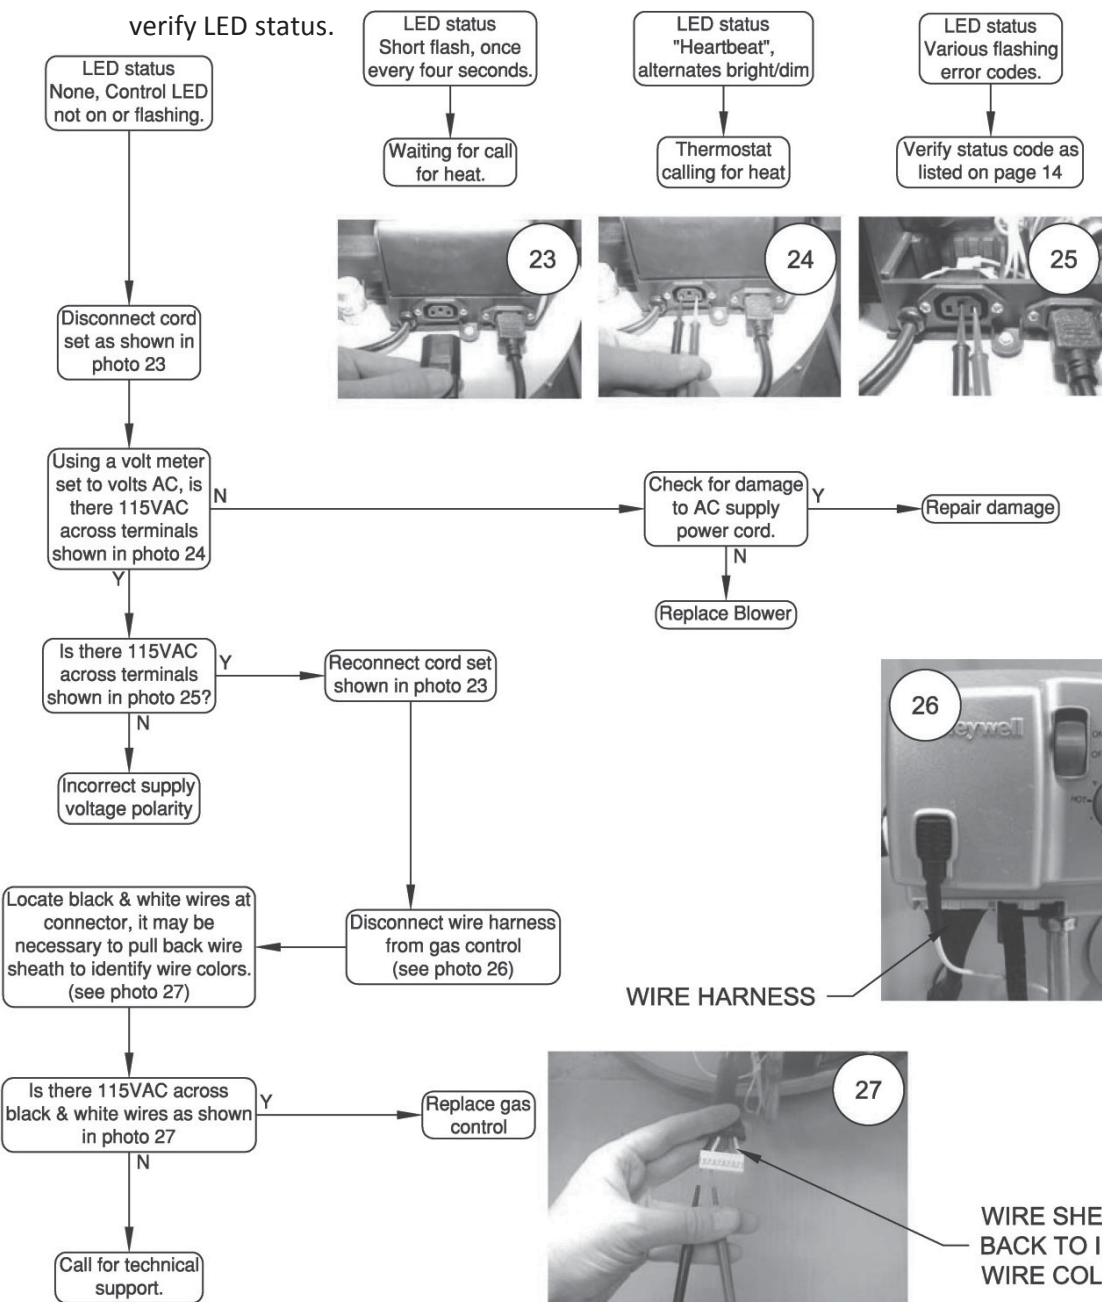 verify LED status.
LED status
None, Control LED
not on or flashing.
LED status
Short flash, once
every four seconds.
LED status
"Heartbeat",
alternates bright/dim
LED status
Various flashing
error codes.
Waiting for call
for heat.
Thermostat
calling for heat
Verify status code as
listed on page 14
23
24
25
Disconnect cord
set as shown in
photo 23
Using a volt meter
set to volts AC, is
there 115VAC
across terminals
shown in photo 24
N
Y
Check for damage
to AC supply
power cord.
Y
N
Repair damage
Replace Blower
Is there 115VAC
across terminals
shown in photo 25?
Y
N
Reconnect cord set
shown in photo 23
Incorrect supply
voltage polarity
26
eywell
HOT
Locate black & white wires at
connector, it may be
necessary to pull back wire
sheath to identify wire colors.
(see photo 27)
Disconnect wire harness
from gas control
(see photo 26)
WIRE HARNESS
27
Is there 115VAC across
black & white wires as shown
in photo 27
Y
N
Replace gas
control
Call for technical
support.
WIRE SHE
BACK TO I
WIRE COL